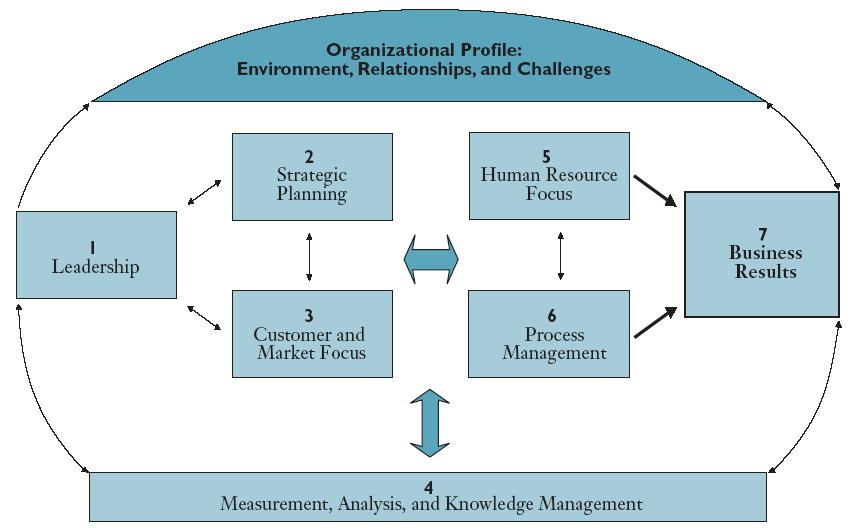 Organizational Profile:
Environment, Relationships, and Challenges
2
Strategic
Planning
5
Human Resource
Focus
1
Leadership
7
Business
Results
3
Customer and
Market Focus
6
Process
Management
4
Measurement, Analysis, and Knowledge Management